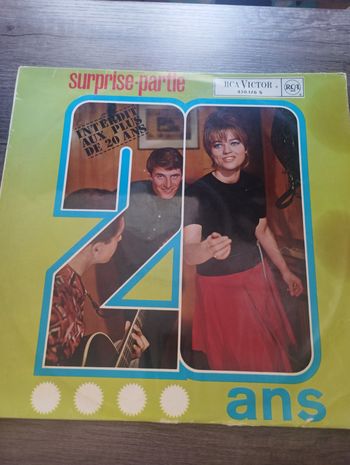 surprise-partie
RCA VICTOR
RCA
INTERDIT
AUX PLUS
DE 20 ANS
20
ans